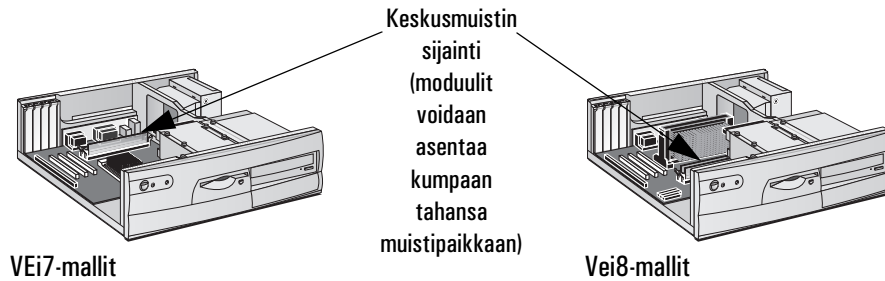 Keskusmuistin
sijainti
(moduulit
voidaan
asentaa
kumpaan
tahansa
muistipaikkaan)
VEi7-mallit
Vei8-mallit